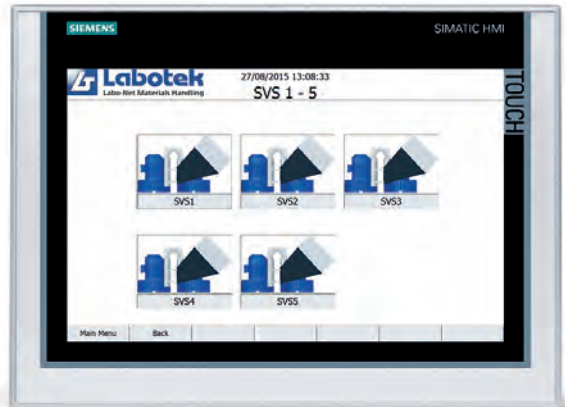 SIEMENS
SIMATIC HMI
TOUCH
Labotek
Labo-Net Materials Handling
27/08/2015 13:08:33
SVS 1 - 5
SVS1
SVS2
SVS3
SVS4
SVS5
Main Menu
Back